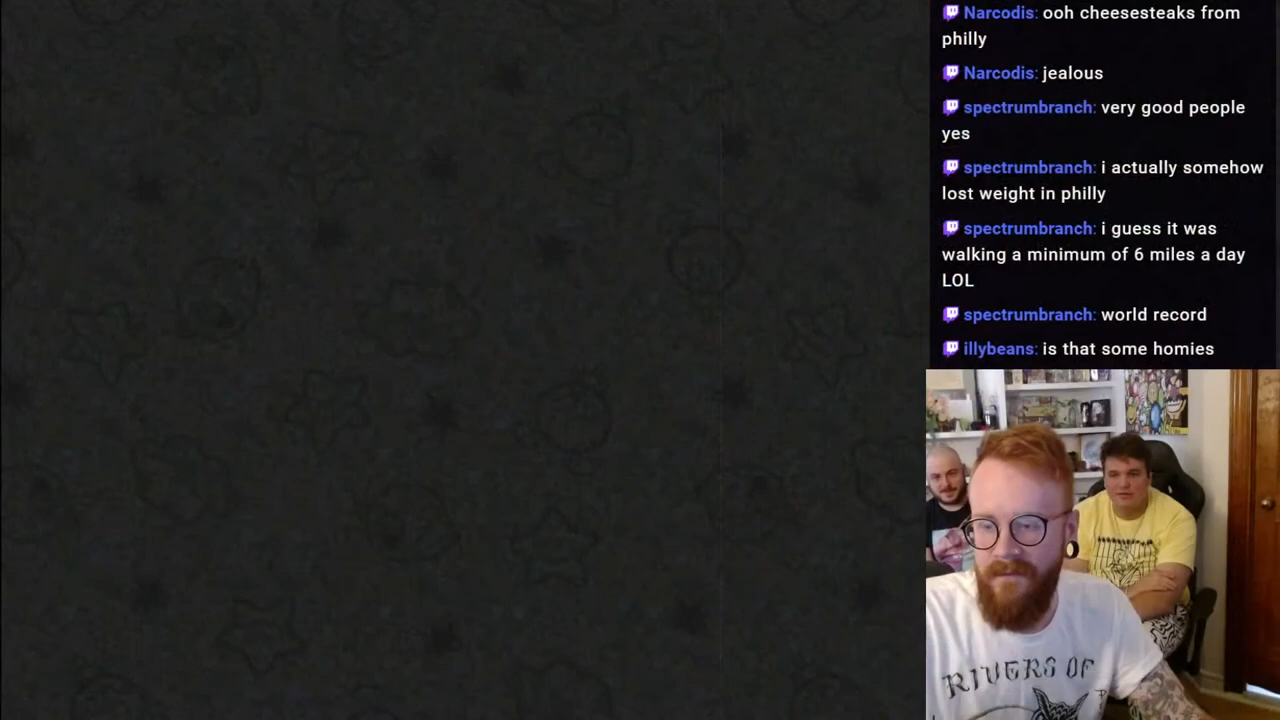 Narcodis: ooh cheesesteaks from
philly
Narcodis: jealous
spectrumbranch: very good people
yes
spectrumbranch: i actually somehow
lost weight in philly
spectrumbranch: i guess it was
walking a minimum of 6 miles a day
LOL
spectrumbranch: world record
illybeans: is that some homies
RIVERS OF